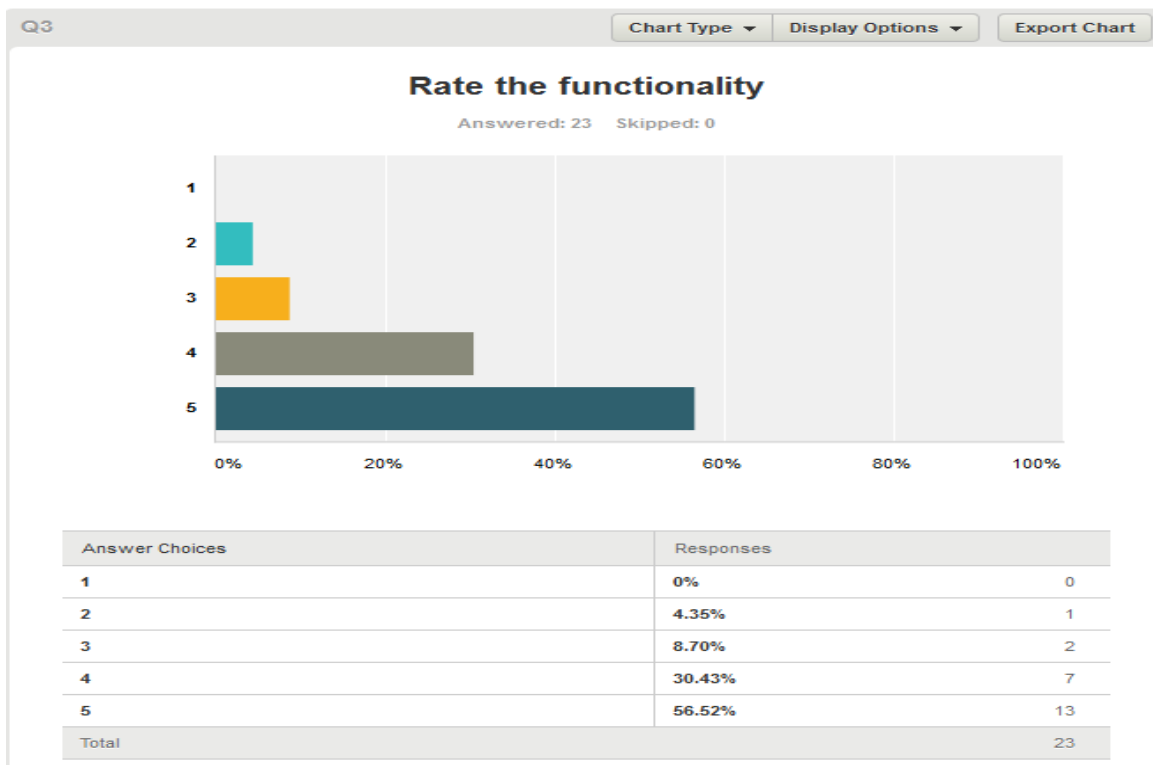 Q3 Chart Type Display Options Export Chart
Rate the functionality
Answered: 23 Skipped: 0
1
2
3
4
5
0% 20% 40% 60% 80% 100%
Answer Choices Responses
1 0% 0
2 4.35% 1
3 8.70% 2
4 30.43% 7
5 56.52% 13
Total 23